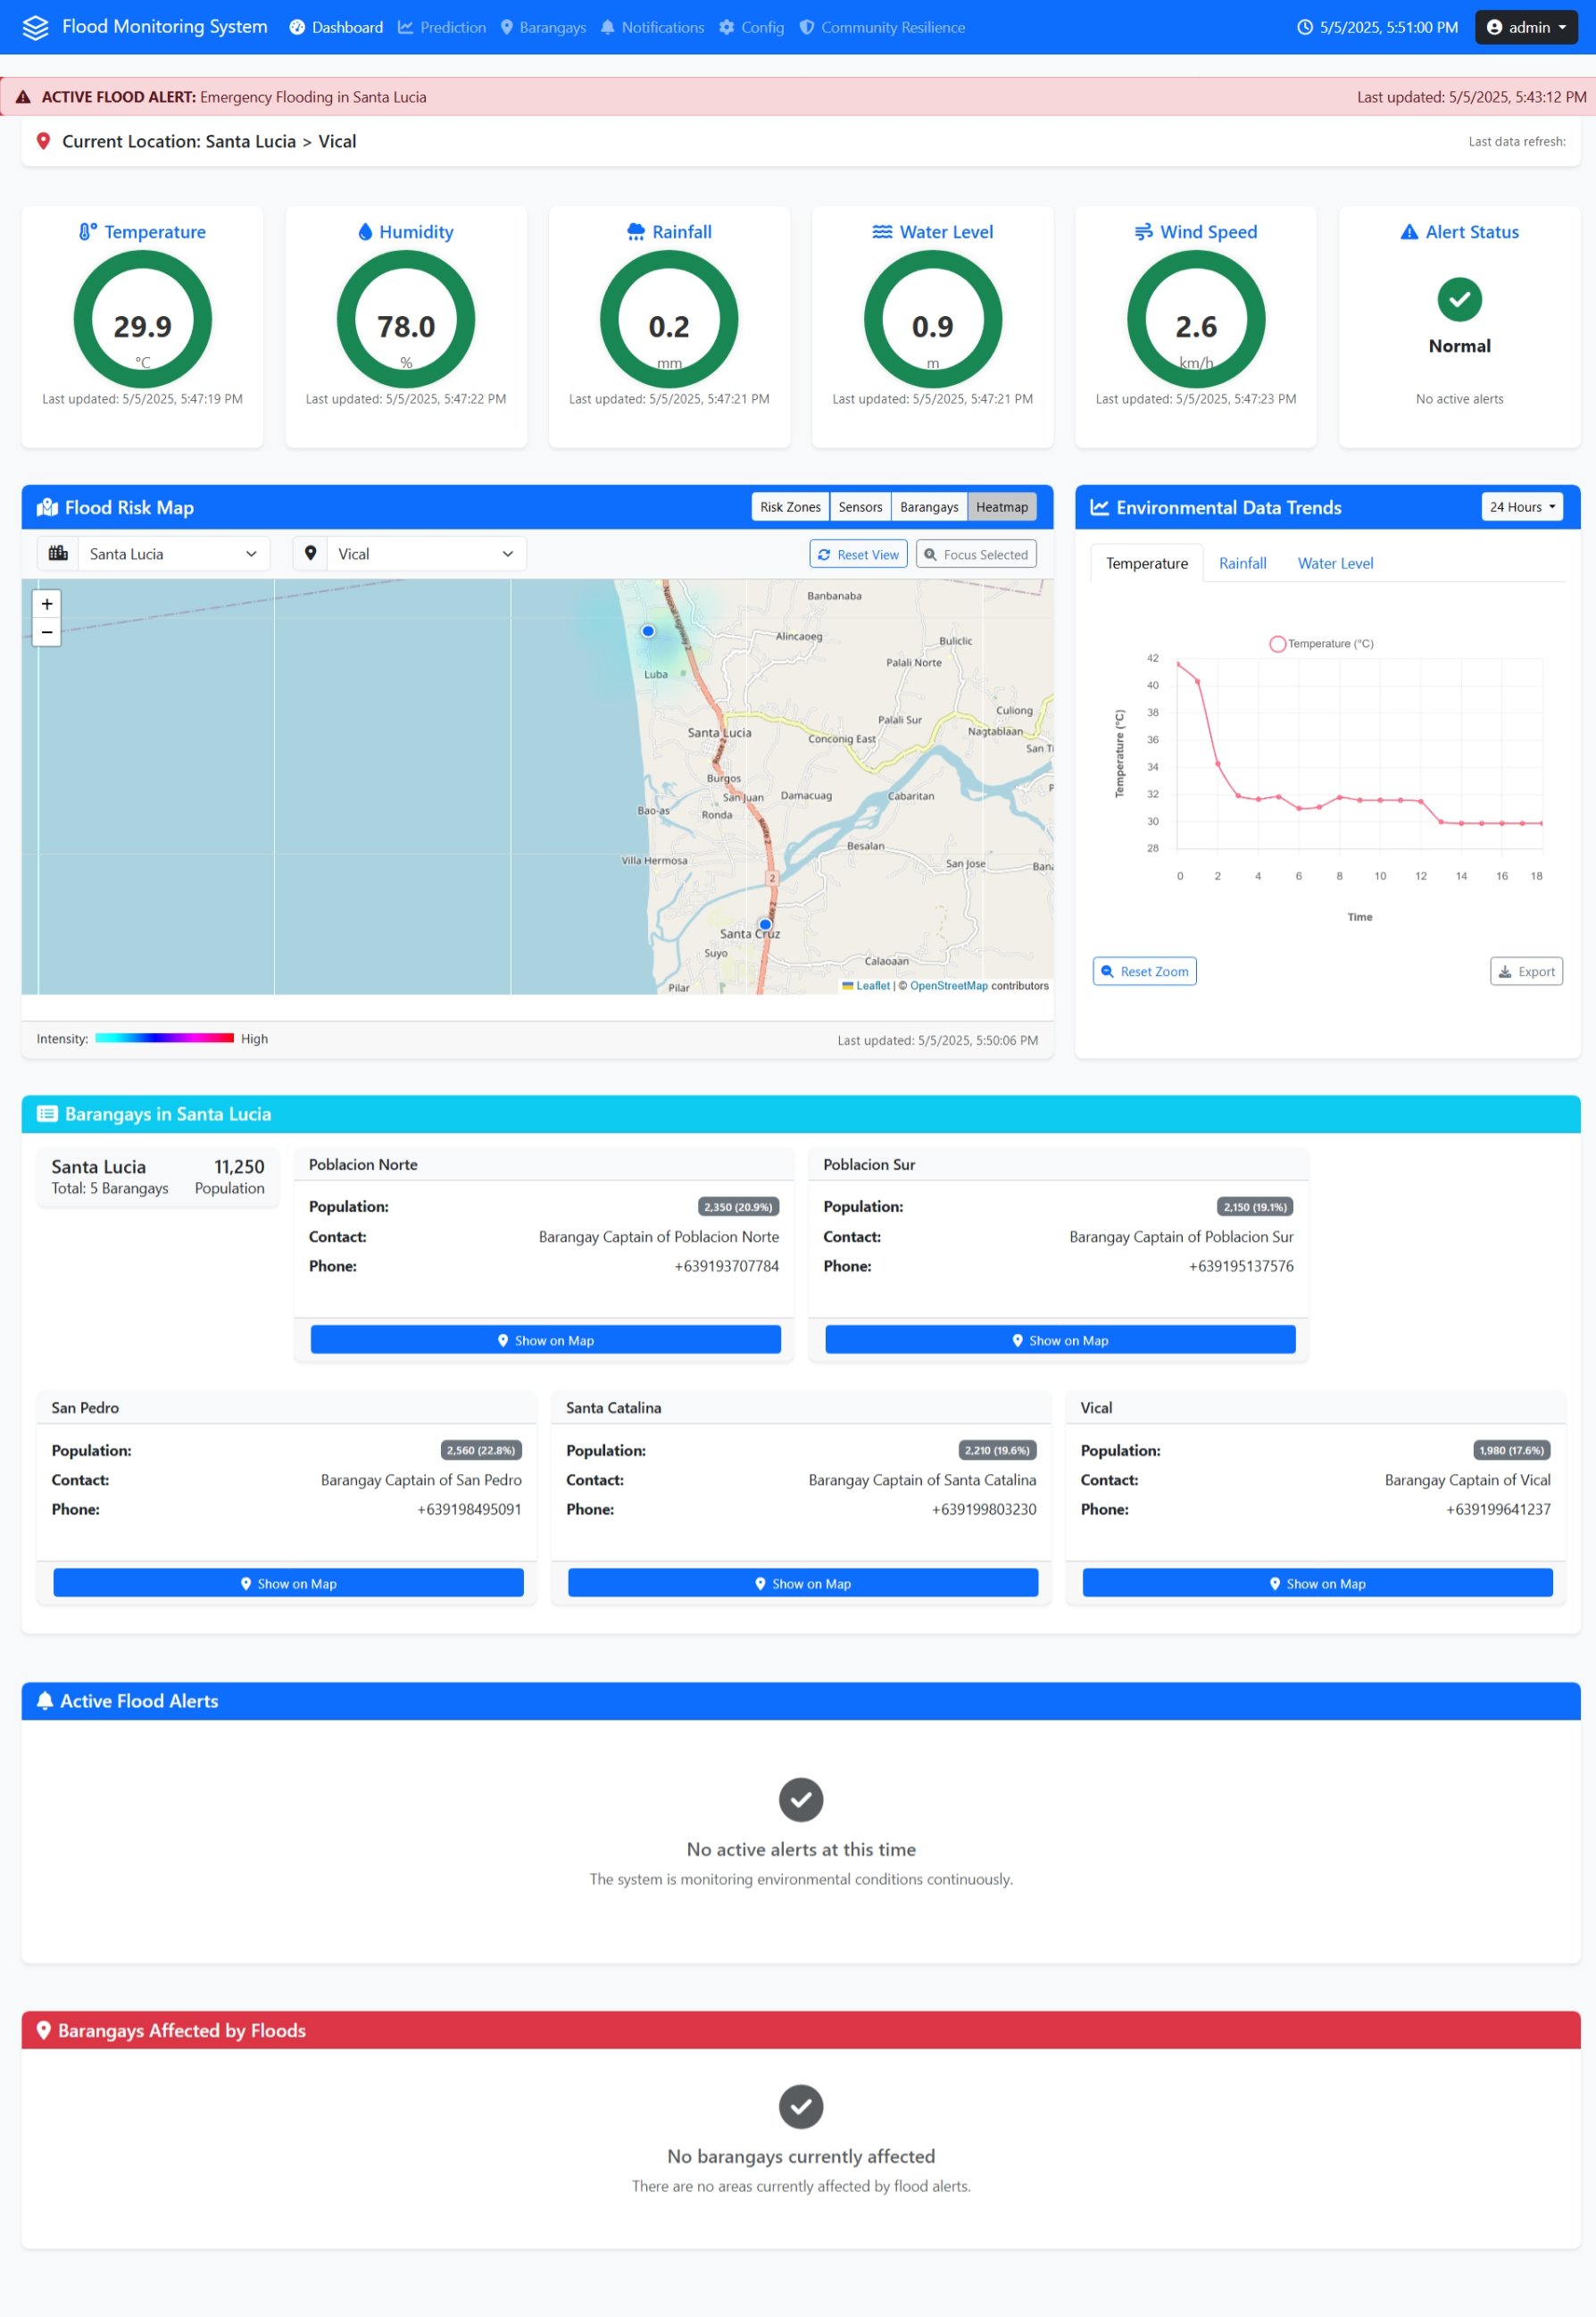 Flood Monitoring System Dashboard Prediction Barangays Notifications Config Community Resilience 5/5/2025, 5:51:00 PM admin
ACTIVE FLOOD ALERT: Emergency Flooding in Santa Lucia Last updated: 5/5/2025, 5:43:12 PM
Current Location: Santa Lucia > Vical Last data refresh:
Temperature
29.9
°C
Last updated: 5/5/2025, 5:47:19 PM
Humidity
78.0
%
Last updated: 5/5/2025, 5:47:22 PM
Rainfall
0.2
mm
Last updated: 5/5/2025, 5:47:21 PM
Water Level
0.9
m
Last updated: 5/5/2025, 5:47:21 PM
Wind Speed
2.6
km/h
Last updated: 5/5/2025, 5:47:23 PM
Alert Status
Normal
No active alerts
Flood Risk Map Risk Zones Sensors Barangays Heatmap
Santa Lucia Vical Reset View Focus Selected
+
−
National Highway 2
Banbanaba
Alincaoeg
Buliclic
Palali Norte
Luba
Culiong
Palali Sur
Nagtablaan
Santa Lucia
Conconig East
San Ti
Route 2
Burgos
San Juan
Damacuag
Cabaritan
P
Bao-as
Ronda
Route 2
Besalan
Villa Hermosa
San Jose
Bana
2
Route 2
Santa Cruz
Suyo
Calaoaan
Pilar
Leaflet | © OpenStreetMap contributors
Intensity: High Last updated: 5/5/2025, 5:50:06 PM
Environmental Data Trends 24 Hours
Temperature Rainfall Water Level
Temperature (°C)
Temperature (°C)
42
40
38
36
34
32
30
28
0 2 4 6 8 10 12 14 16 18
Time
Reset Zoom Export
Barangays in Santa Lucia
Santa Lucia 11,250
Total: 5 Barangays Population
Poblacion Norte
Population: 2,350 (20.9%)
Contact: Barangay Captain of Poblacion Norte
Phone: +639193707784
Show on Map
Poblacion Sur
Population: 2,150 (19.1%)
Contact: Barangay Captain of Poblacion Sur
Phone: +639195137576
Show on Map
San Pedro
Population: 2,560 (22.8%)
Contact: Barangay Captain of San Pedro
Phone: +639198495091
Show on Map
Santa Catalina
Population: 2,210 (19.6%)
Contact: Barangay Captain of Santa Catalina
Phone: +639199803230
Show on Map
Vical
Population: 1,980 (17.6%)
Contact: Barangay Captain of Vical
Phone: +639199641237
Show on Map
Active Flood Alerts
No active alerts at this time
The system is monitoring environmental conditions continuously.
Barangays Affected by Floods
No barangays currently affected
There are no areas currently affected by flood alerts.